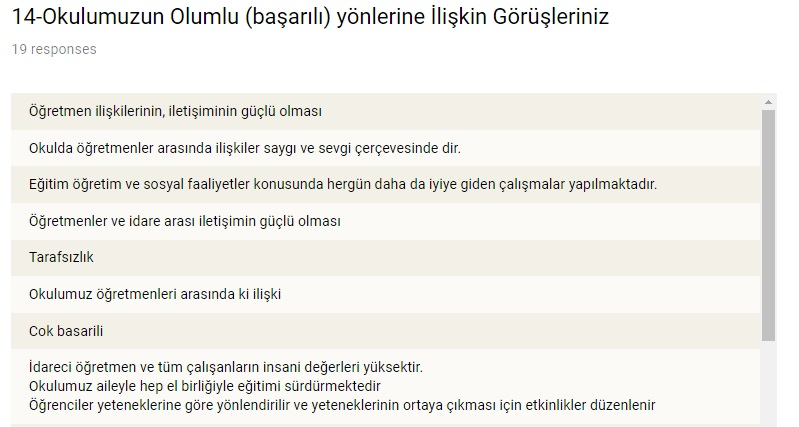 14-Okulumuzun Olumlu (başarılı) yönlerine İlişkin Görüşleriniz
19 responses
Öğretmen ilişkilerinin, iletişiminin güçlü olması
Okulda öğretmenler arasında ilişkiler saygı ve sevgi çerçevesinde dir.
Eğitim öğretim ve sosyal faaliyetler konusunda hergün daha da iyiye giden çalışmalar yapılmaktadır.
Öğretmenler ve idare arası iletişimin güçlü olması
Tarafsızlık
Okulumuz öğretmenleri arasında ki ilişki
Cok basarili
İdareci öğretmen ve tüm çalışanların insani değerleri yüksektir.
Okulumuz aileyle hep el birliğiyle eğitimi sürdürmektedir
Öğrenciler yeteneklerine göre yönlendirilir ve yeteneklerinin ortaya çıkması için etkinlikler düzenlenir